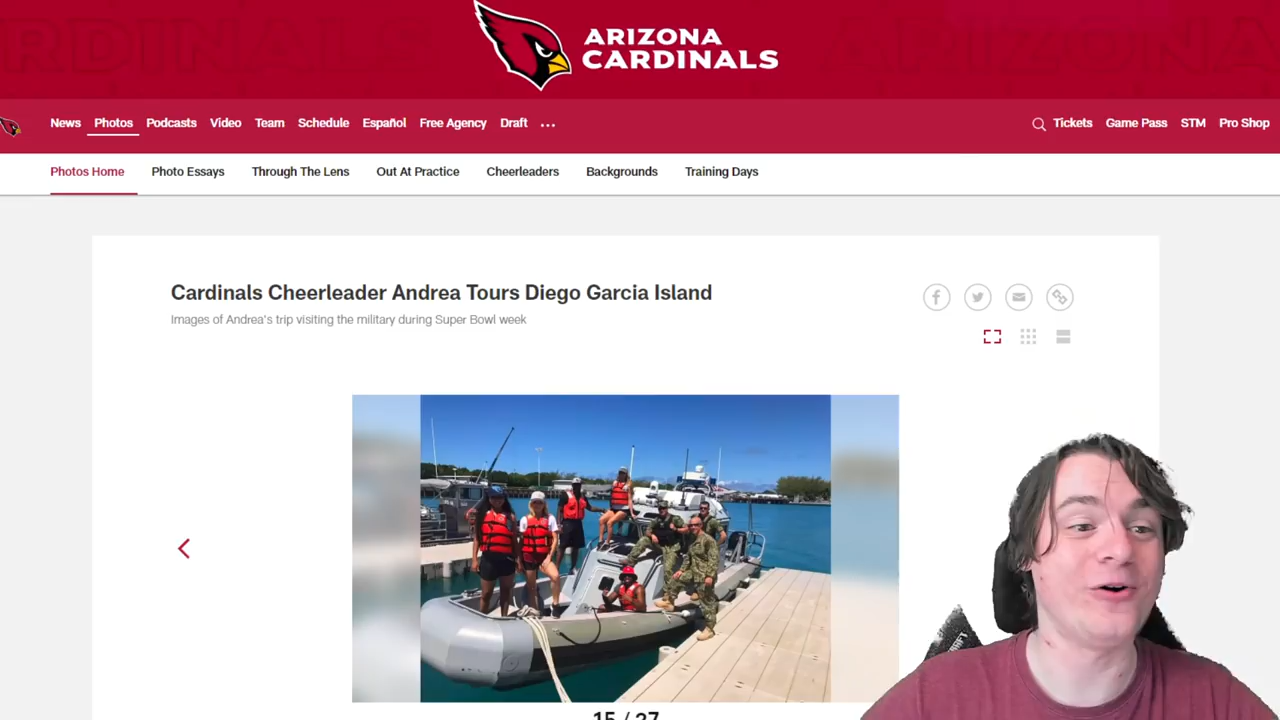 ARIZONA
CARDINALS
News Photos Podcasts Video Team Schedule Español Free Agency Draft ...
Tickets Game Pass STM Pro Shop
Photos Home Photo Essays Through The Lens Out At Practice Cheerleaders Backgrounds Training Days
Cardinals Cheerleader Andrea Tours Diego Garcia Island
Images of Andrea's trip visiting the military during Super Bowl week
15 / 27